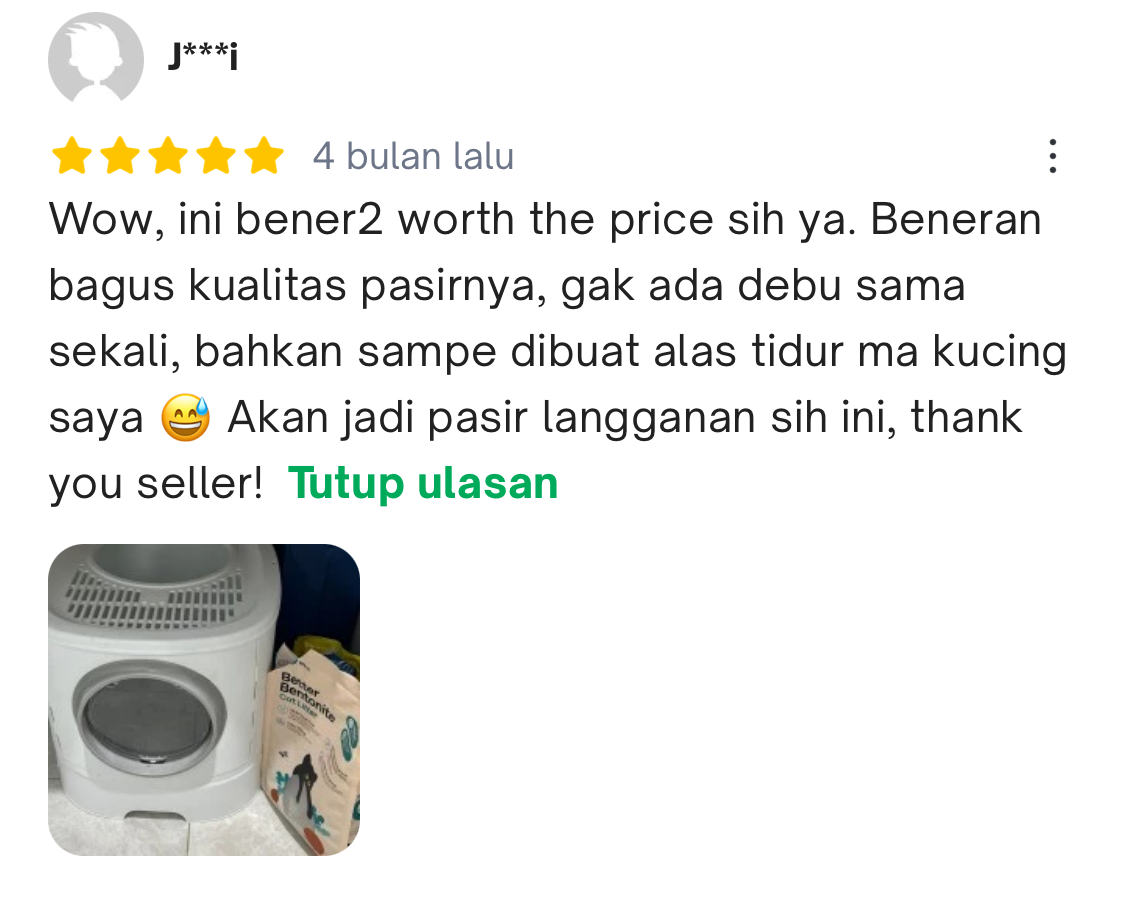 J***i
4 bulan lalu
Wow, ini bener2 worth the price sih ya. Beneran
bagus kualitas pasirnya, gak ada debu sama
sekali, bahkan sampe dibuat alas tidur ma kucing
saya 😅 Akan jadi pasir langganan sih ini, thank
you seller! Tutup ulasan
Better
Bentonite
Cat Litter